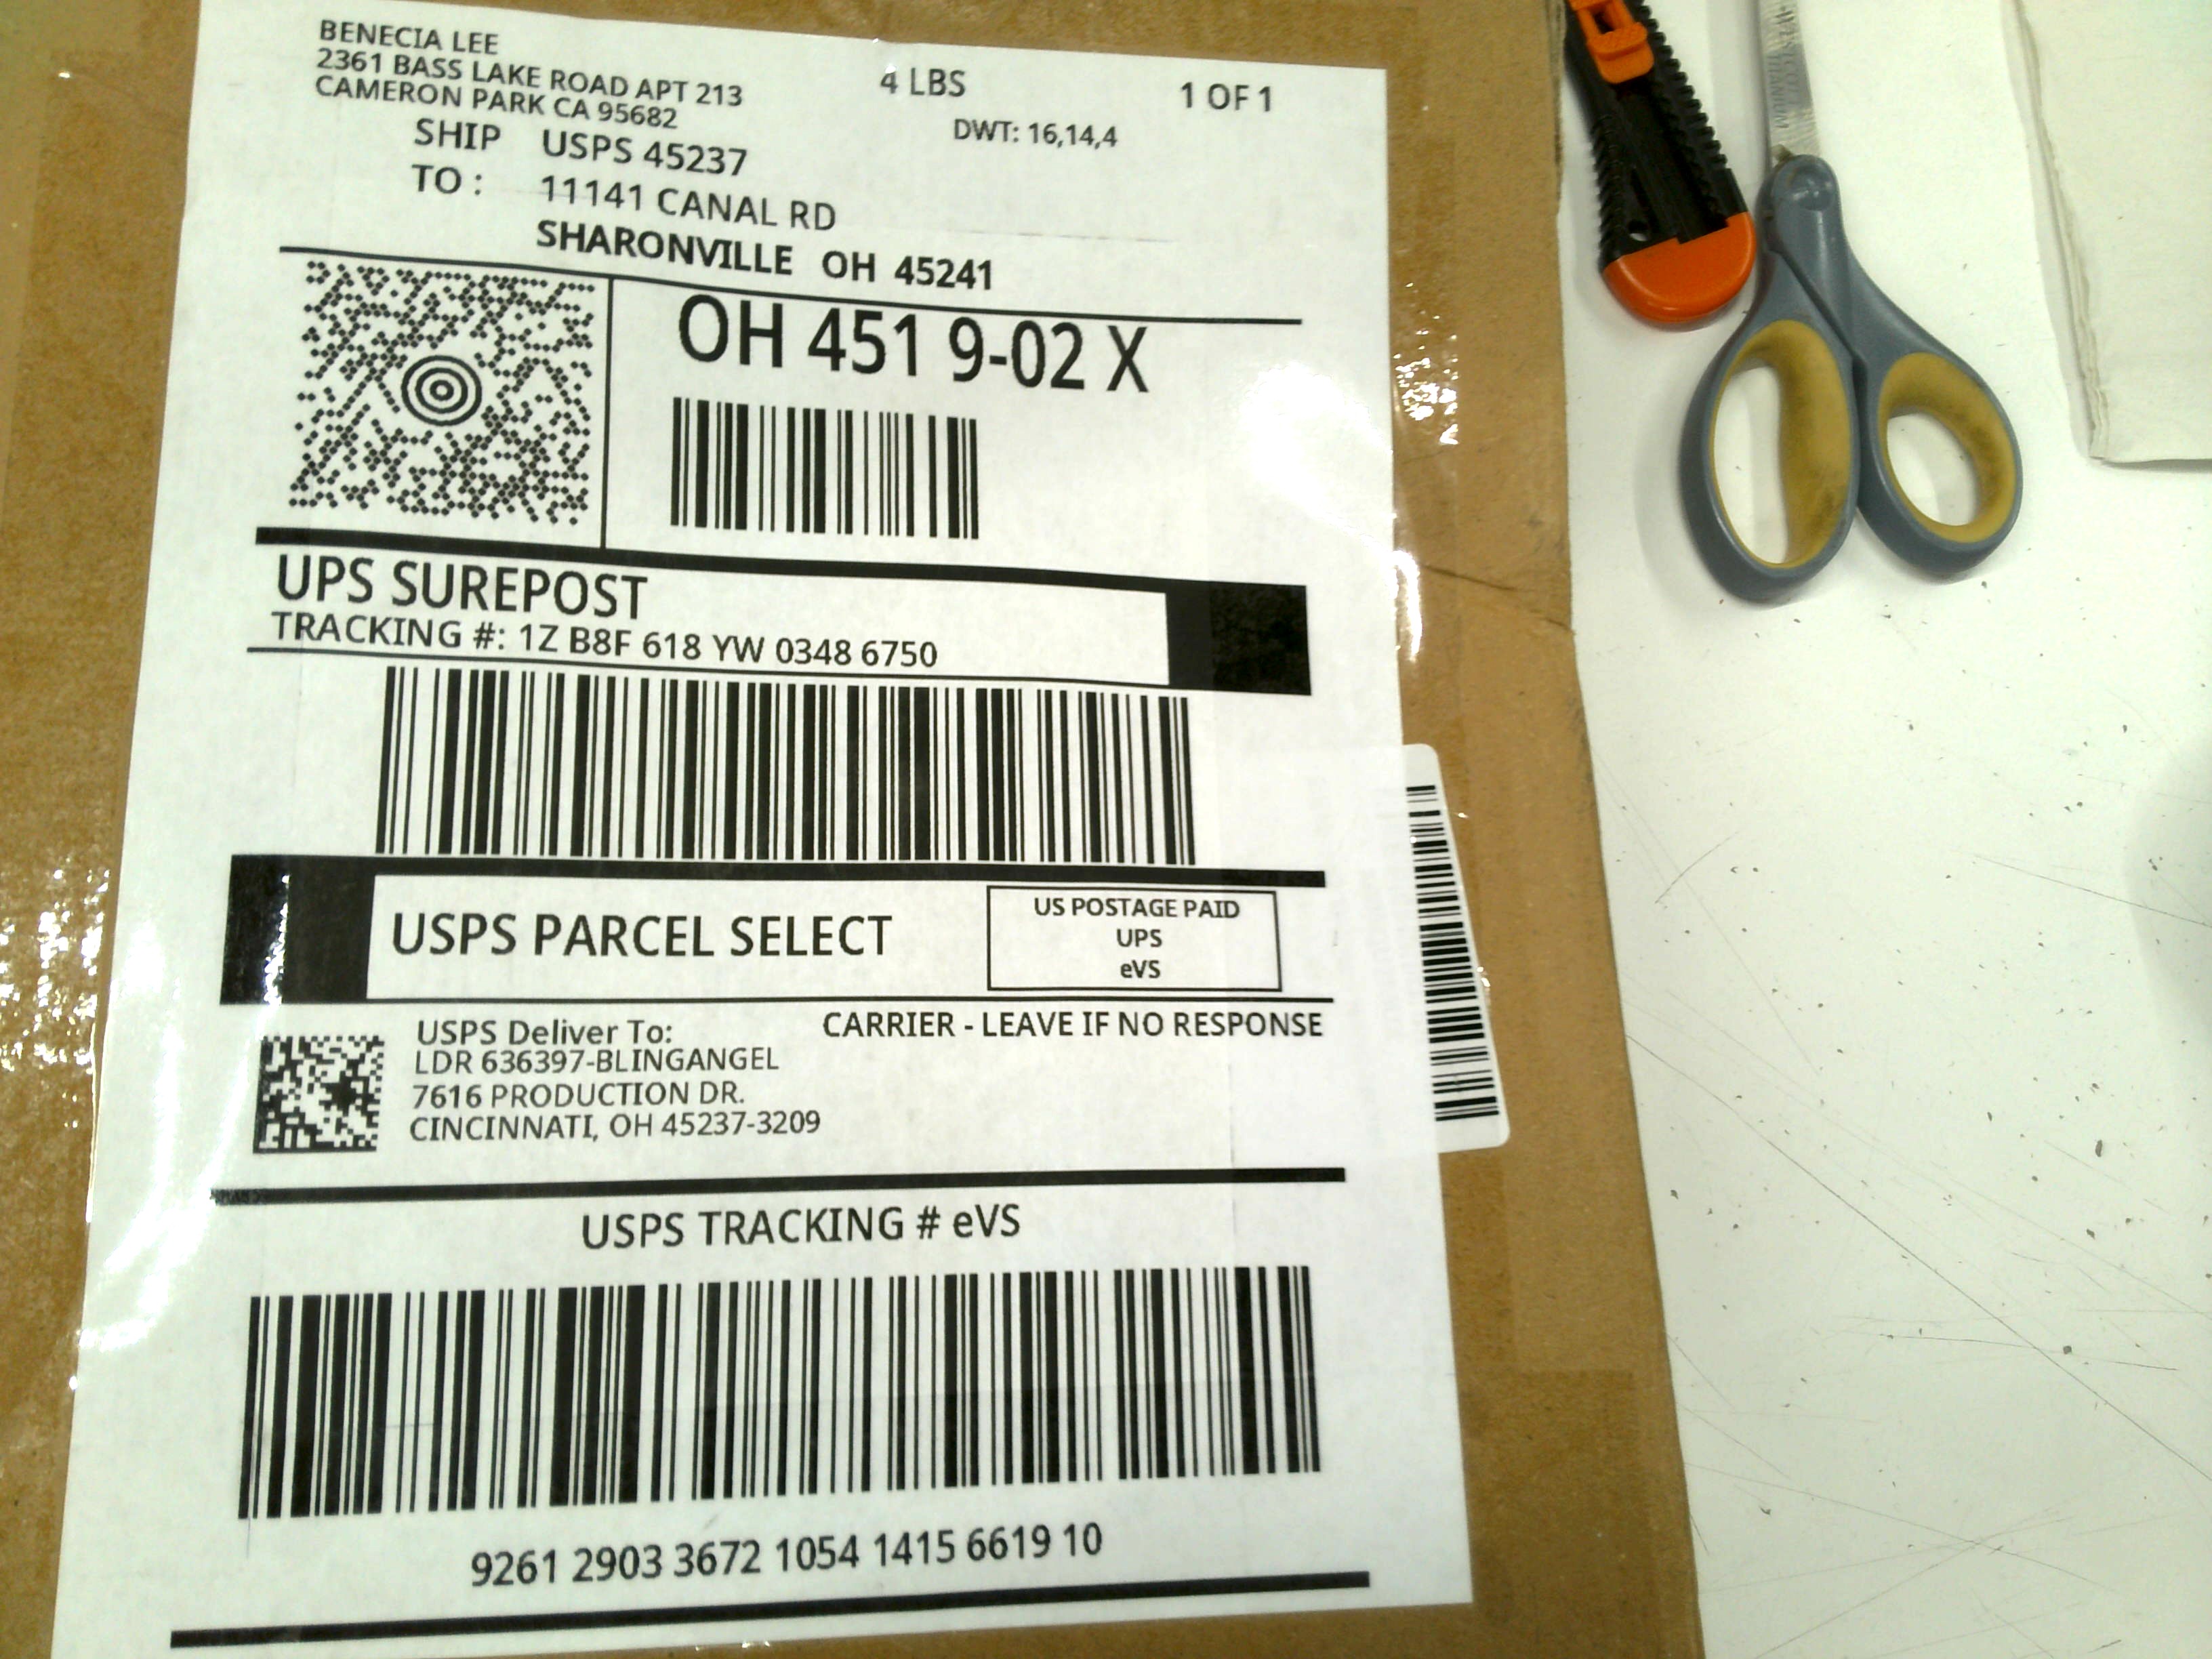 BENECIA LEE
2361 BASS LAKE ROAD APT 213
CAMERON PARK CA 95682
4 LBS
1 OF 1
DWT: 16,14,4
SHIP TO : USPS 45237
11141 CANAL RD
SHARONVILLE OH 45241
OH 451 9-02 X
UPS SUREPOST
TRACKING #: 1Z B8F 618 YW 0348 6750
USPS PARCEL SELECT
US POSTAGE PAID
UPS
eVS
CARRIER - LEAVE IF NO RESPONSE
USPS Deliver To:
LDR 636397-BLINGANGEL
7616 PRODUCTION DR.
CINCINNATI, OH 45237-3209
USPS TRACKING # eVS
9261 2903 3672 1054 1415 6619 10